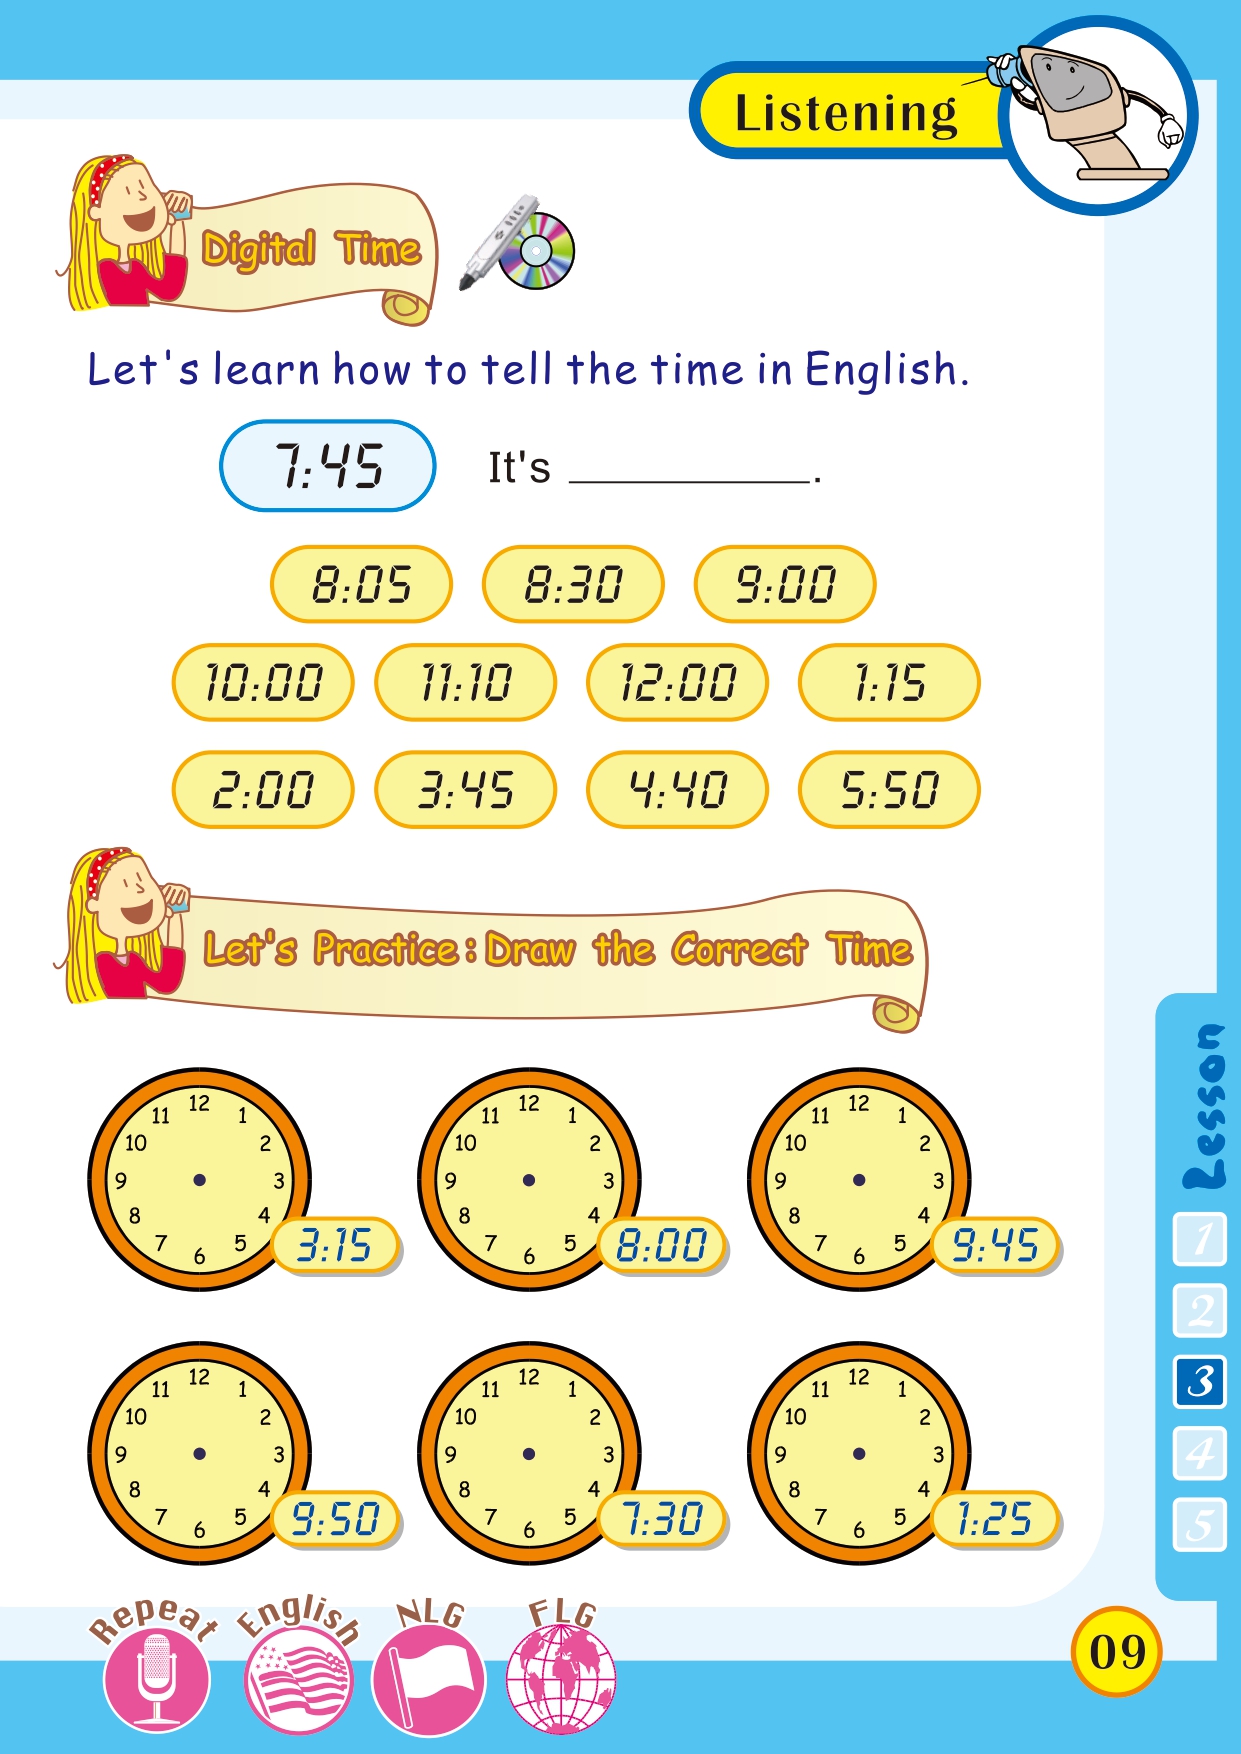 Listening
Digital Time
Let's learn how to tell the time in English.
7:45 It's __________.
8:05 8:30 9:00
10:00 11:10 12:00 1:15
2:00 3:45 4:40 5:50
Let's Practice: Draw the Correct Time
12 1 2 3 4 5 6 7 8 9 10 11
3:15
12 1 2 3 4 5 6 7 8 9 10 11
8:00
12 1 2 3 4 5 6 7 8 9 10 11
9:45
12 1 2 3 4 5 6 7 8 9 10 11
9:50
12 1 2 3 4 5 6 7 8 9 10 11
7:30
12 1 2 3 4 5 6 7 8 9 10 11
1:25
Lesson
1
2
3
4
5
Repeat English NLG FLG
09